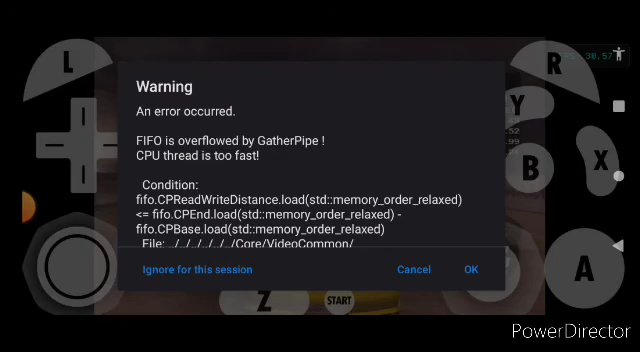 L
R
Warning
An error occurred.
Y
FIFO is overflowed by GatherPipe !
CPU thread is too fast!
X
B
Condition:
fifo.CPReadWriteDistance.load(std::memory_order_relaxed)
<= fifo.CPEnd.load(std::memory_order_relaxed) -
fifo.CPBase.load(std::memory_order_relaxed)
File: ../../../../../../Core/VideoCommon/
Ignore for this session
Cancel
OK
A
Z
START
PowerDirector